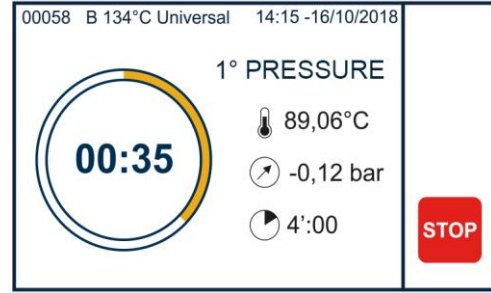 00058 B 134°C Universal 14:15 -16/10/2018
1° PRESSURE
89,06°C
00:35
-0,12 bar
4':00
STOP